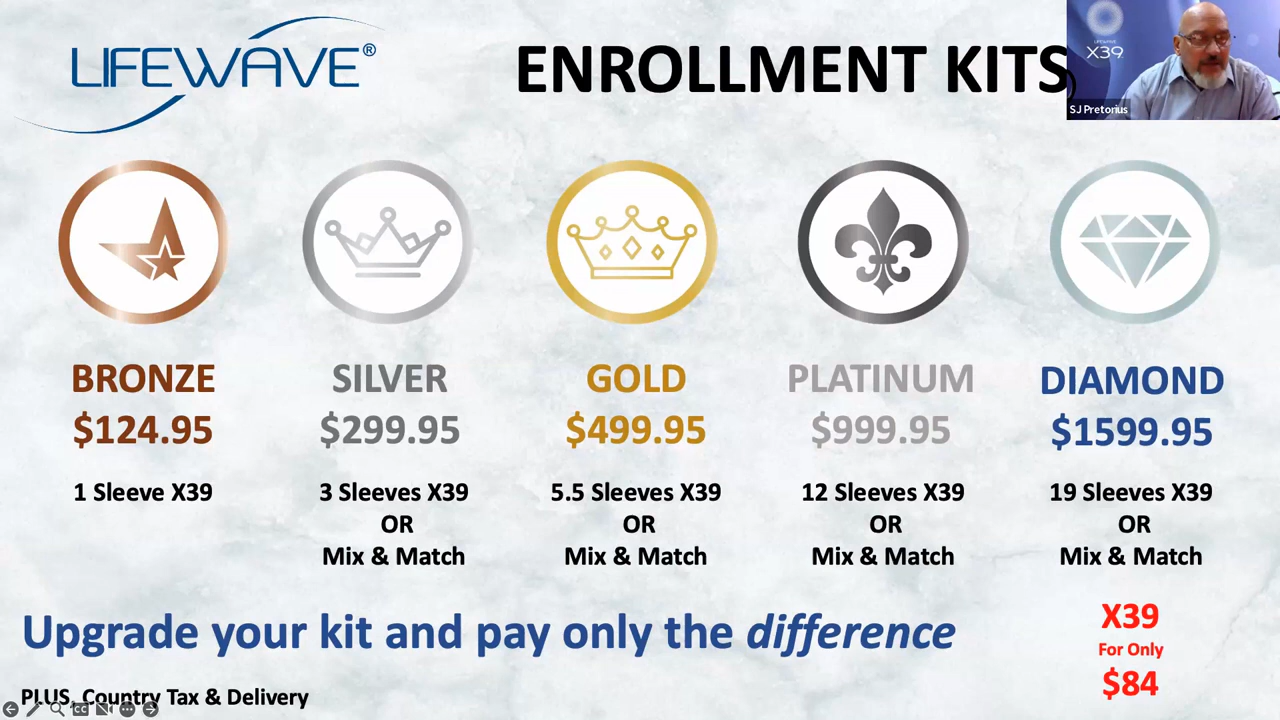 LIFEWAVE®
ENROLLMENT KITS
X39
SJ Pretorius
BRONZE
$124.95
1 Sleeve X39
SILVER
$299.95
3 Sleeves X39
OR
Mix & Match
GOLD
$499.95
5.5 Sleeves X39
OR
Mix & Match
PLATINUM
$999.95
12 Sleeves X39
OR
Mix & Match
DIAMOND
$1599.95
19 Sleeves X39
OR
Mix & Match
Upgrade your kit and pay only the difference
X39
For Only
$84
PLUS, Country Tax & Delivery